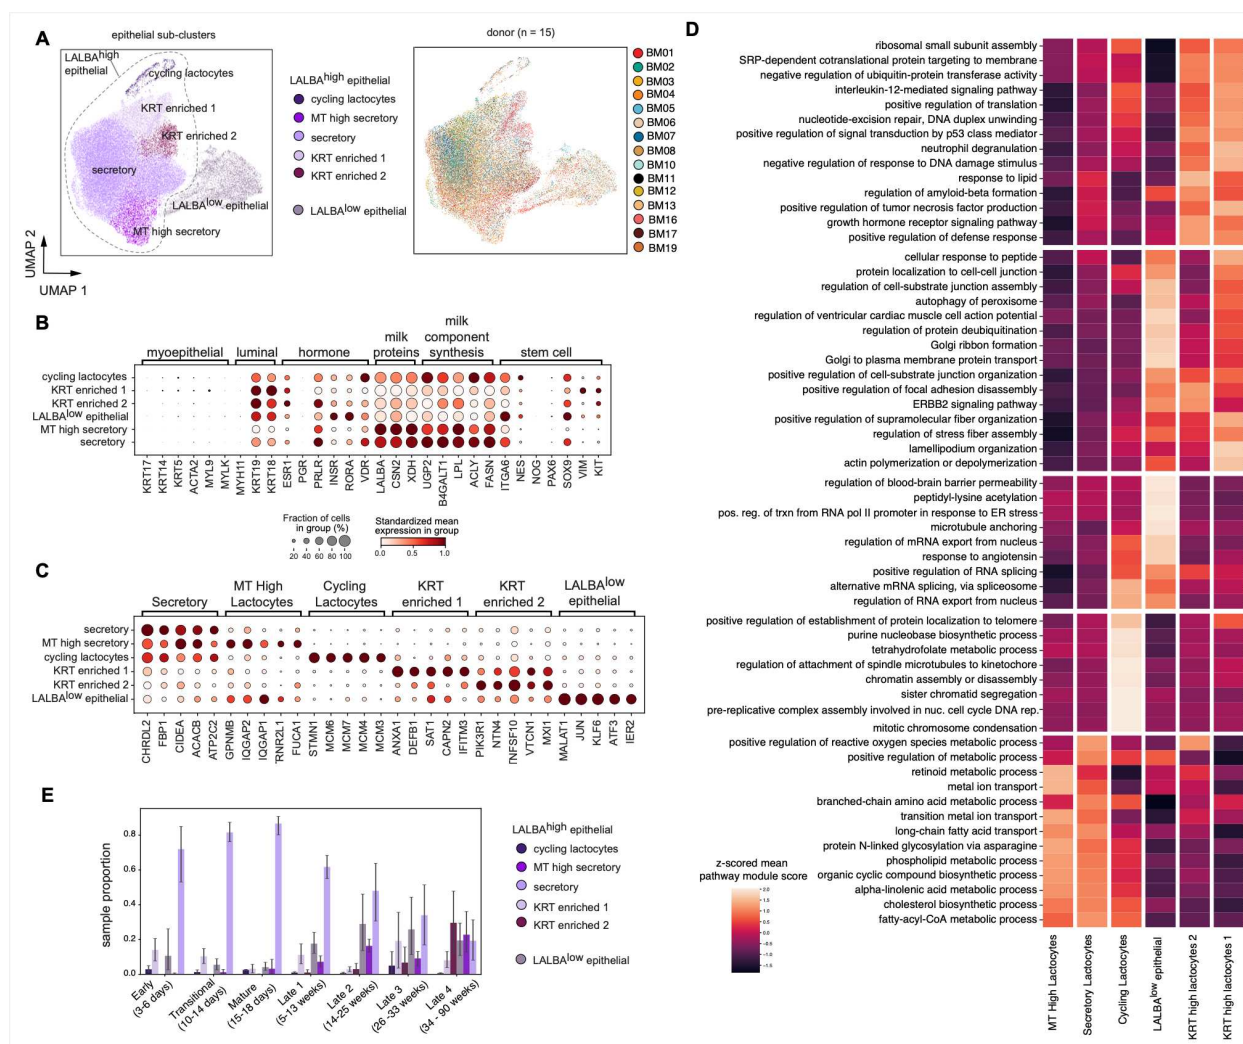 A
epithelial sub-clusters
LALBAhigh
epithelial
cycling lactocytes
KRT enriched 1
KRT enriched 2
secretory
LALBAlow epithelial
MT high secretory
UMAP 2
UMAP 1
LALBAhigh epithelial
cycling lactocytes
MT high secretory
secretory
KRT enriched 1
KRT enriched 2
LALBAlow epithelial
donor (n = 15)
BM01
BM02
BM03
BM04
BM05
BM06
BM07
BM08
BM10
BM11
BM12
BM13
BM16
BM17
BM19
B
myoepithelial
luminal
hormone
milk
proteins
milk
component
synthesis
stem cell
cycling lactocytes
KRT enriched 1
KRT enriched 2
LALBAlow epithelial
MT high secretory
secretory
KRT17
KRT14
KRT5
ACTA2
MYL9
MYLK
MYH11
KRT19
KRT18
ESR1
PGR
PRLR
INSR
RORA
VDR
LALBA
CSN2
XDH
UGP2
B4GALT1
LPL
ACLY
FASN
ITGA6
NES
NOG
PAX6
SOX9
VIM
KIT
Fraction of cells
in group (%)
20 40 60 80 100
Standardized mean
expression in group
0.0 0.5 1.0
C
Secretory
MT High
Lactocytes
Cycling
Lactocytes
KRT
enriched 1
KRT
enriched 2
LALBAlow
epithelial
secretory
MT high secretory
cycling lactocytes
KRT enriched 1
KRT enriched 2
LALBAlow epithelial
CHRDL2
FBP1
CIDEA
ACACB
ATP2C2
GPNMB
IQGAP2
IQGAP1
TNR2L1
FUCA1
STMN1
MCM6
MCM7
MCM4
MCM3
ANXA1
DEFB1
SAT1
CAPN2
IFITM3
PIK3R1
NTN4
TNFSF10
VTCN1
MXI1
MALAT1
JUN
KLF6
ATF3
IER2
E
sample proportion
0.8
0.6
0.4
0.2
0.0
Early
(3-6 days)
Transitional
(10-14 days)
Mature
(15-18 days)
Late 1
(5-13 weeks)
Late 2
(14-25 weeks)
Late 3
(26 -33 weeks)
Late 4
(34 - 90 weeks)
LALBAhigh epithelial
cycling lactocytes
MT high secretory
secretory
KRT enriched 1
KRT enriched 2
LALBAlow epithelial
D
ribosomal small subunit assembly
SRP-dependent cotranslational protein targeting to membrane
negative regulation of ubiquitin-protein transferase activity
interleukin-12-mediated signaling pathway
positive regulation of translation
nucleotide-excision repair, DNA duplex unwinding
positive regulation of signal transduction by p53 class mediator
neutrophil degranulation
negative regulation of response to DNA damage stimulus
response to lipid
regulation of amyloid-beta formation
positive regulation of tumor necrosis factor production
growth hormone receptor signaling pathway
positive regulation of defense response
cellular response to peptide
protein localization to cell-cell junction
regulation of cell-substrate junction assembly
autophagy of peroxisome
regulation of ventricular cardiac muscle cell action potential
regulation of protein deubiquitination
Golgi ribbon formation
Golgi to plasma membrane protein transport
positive regulation of cell-substrate junction organization
positive regulation of focal adhesion disassembly
ERBB2 signaling pathway
positive regulation of supramolecular fiber organization
regulation of stress fiber assembly
lamellipodium organization
actin polymerization or depolymerization
regulation of blood-brain barrier permeability
peptidyl-lysine acetylation
pos. reg. of trxn from RNA pol II promoter in response to ER stress
microtubule anchoring
regulation of mRNA export from nucleus
response to angiotensin
positive regulation of RNA splicing
alternative mRNA splicing, via spliceosome
regulation of RNA export from nucleus
positive regulation of establishment of protein localization to telomere
purine nucleobase biosynthetic process
tetrahydrofolate metabolic process
regulation of attachment of spindle microtubules to kinetochore
chromatin assembly or disassembly
sister chromatid segregation
pre-replicative complex assembly involved in nuc. cell cycle DNA rep.
mitotic chromosome condensation
positive regulation of reactive oxygen species metabolic process
positive regulation of metabolic process
retinoid metabolic process
metal ion transport
branched-chain amino acid metabolic process
transition metal ion transport
long-chain fatty acid transport
protein N-linked glycosylation via asparagine
phospholipid metabolic process
organic cyclic compound biosynthetic process
alpha-linolenic acid metabolic process
cholesterol biosynthetic process
fatty-acyl-CoA metabolic process
z-scored mean
pathway module score
2.0
1.5
1.0
0.5
0.0
-0.5
-1.0
-1.5
MT High Lactocytes
Secretory Lactocytes
Cycling Lactocytes
LALBAlow epithelial
KRT high lactocytes 2
KRT high lactocytes 1